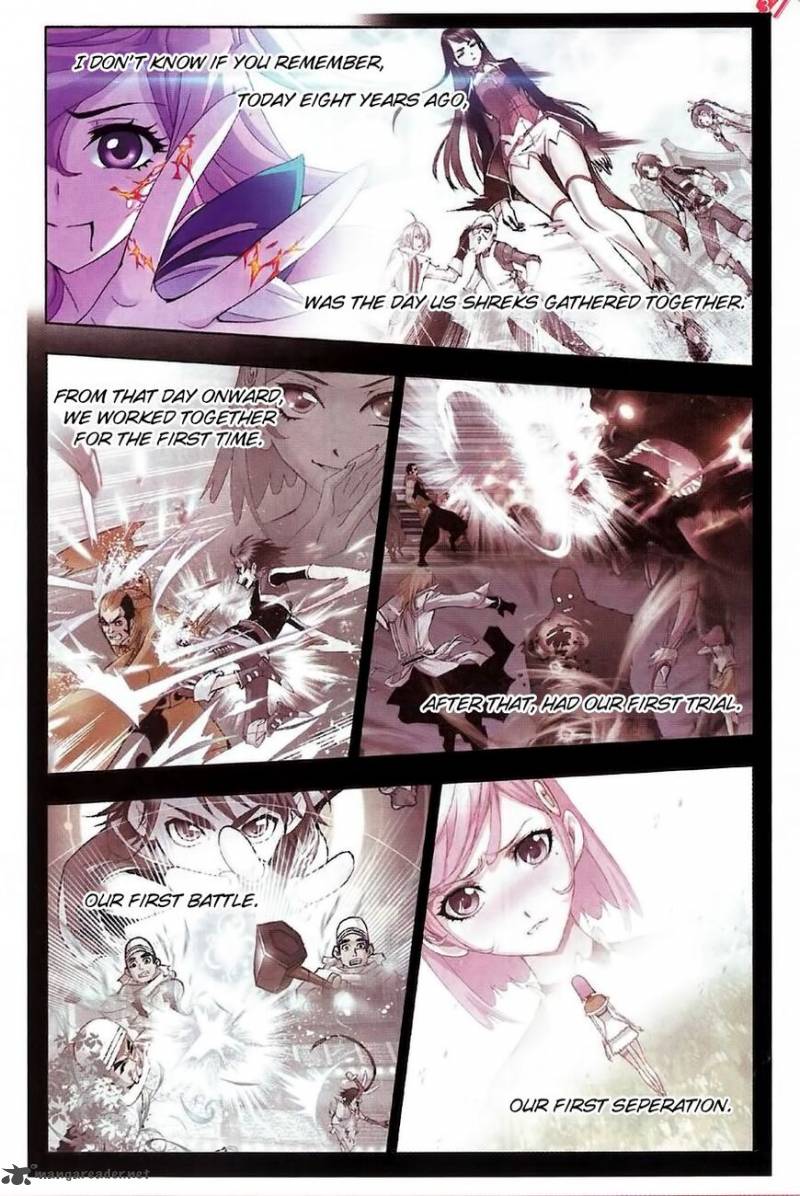 I DON'T KNOW IF YOU REMEMBER,
TODAY EIGHT YEARS AGO,
WAS THE DAY US SHREKS GATHERED TOGETHER.
FROM THAT DAY ONWARD,
WE WORKED TOGETHER
FOR THE FIRST TIME.
AFTER THAT, HAD OUR FIRST TRIAL.
OUR FIRST BATTLE.
OUR FIRST SEPERATION.
mangareader.net